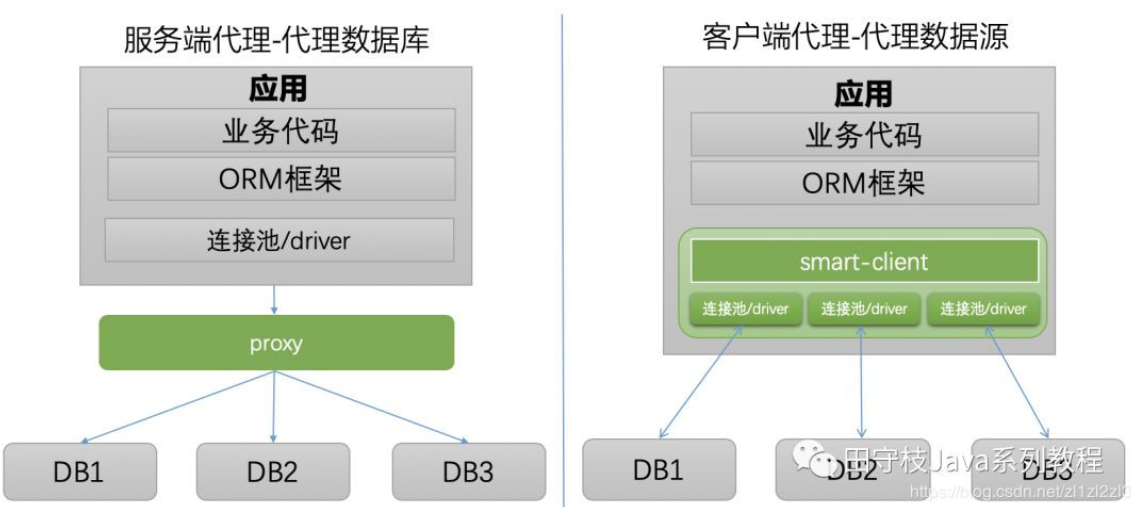 服务端代理-代理数据库
应用
业务代码
ORM框架
连接池/driver
proxy
DB1
DB2
DB3
客户端代理-代理数据源
应用
业务代码
ORM框架
smart-client
连接池/driver
连接池/driver
连接池/driver
DB1
DB2
DB3
田守枝Java系列教程
https://blog.csdn.net/zl1zl2zl3